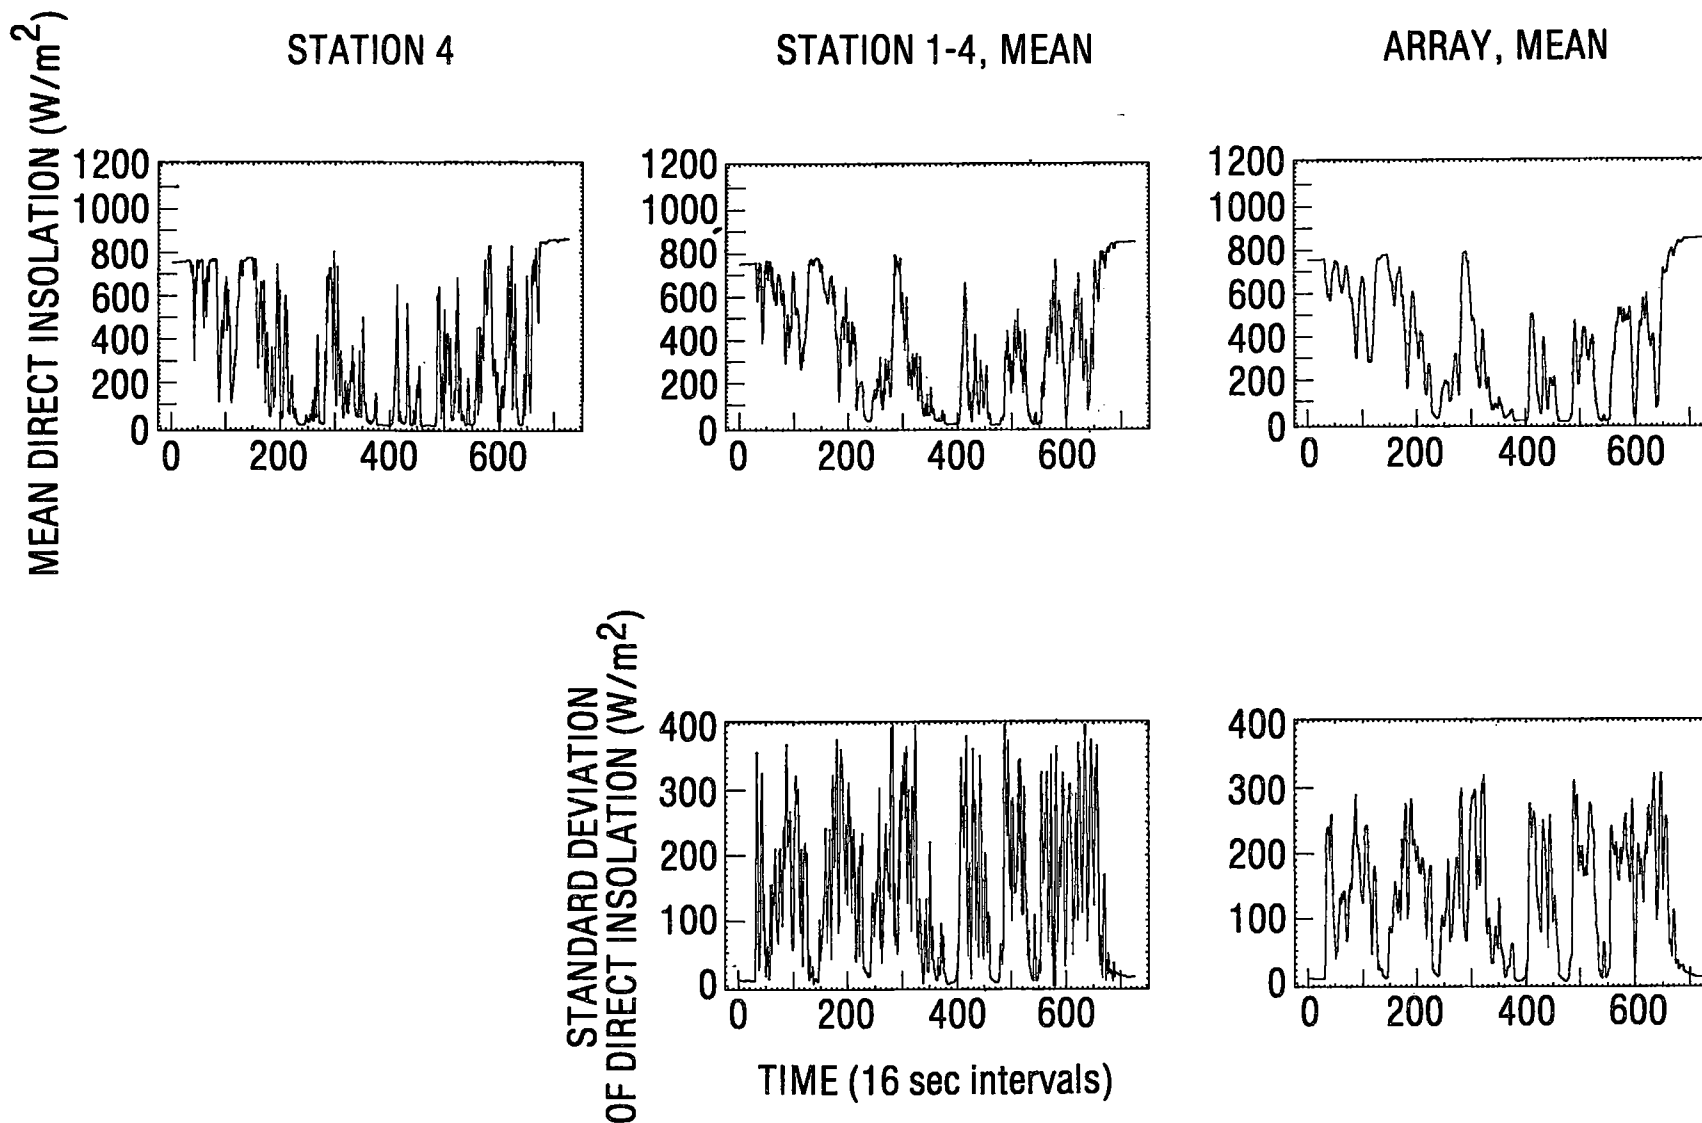 STATION 4
STATION 1-4, MEAN
ARRAY, MEAN
MEAN DIRECT INSOLATION (W/m²)
1200
1000
800
600
400
200
0
0 200 400 600
1200
1000
800
600
400
200
0
0 200 400 600
1200
1000
800
600
400
200
0
0 200 400 600
STANDARD DEVIATION
OF DIRECT INSOLATION (W/m²)
400
300
200
100
0
0 200 400 600
400
300
200
100
0
0 200 400 600
TIME (16 sec intervals)